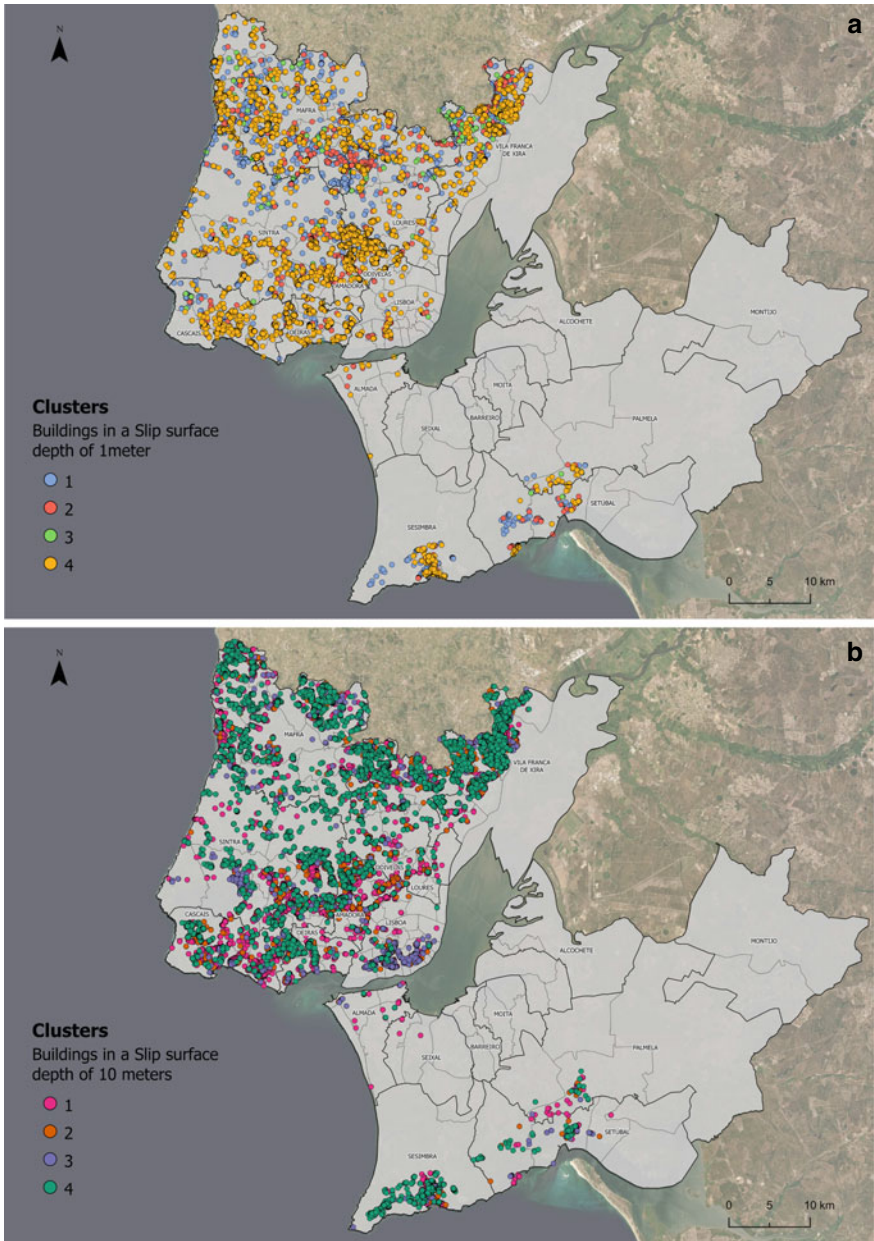 a
N
MAFRA
VILA FRANCA
DE XIRA
LOURES
SINTRA
ODIVELAS
AMADORA
LISBOA
CASCAIS
OEIRAS
ALCOCHETE
MONTIJO
ALMADA
MOITA
SEIXAL
BARREIRO
PALMELA
SETÚBAL
SESIMBRA
Clusters
Buildings in a Slip surface
depth of 1meter
1
2
3
4
0 5 10 km
b
N
MAFRA
VILA FRANCA
DE XIRA
SINTRA
ODIVELAS
LOURES
CASCAIS
AMADORA
LISBOA
OEIRAS
ALCOCHETE
MONTIJO
ALMADA
MOITA
SEIXAL
BARREIRO
PALMELA
SETÚBAL
SESIMBRA
Clusters
Buildings in a Slip surface
depth of 10 meters
1
2
3
4
0 5 10 km